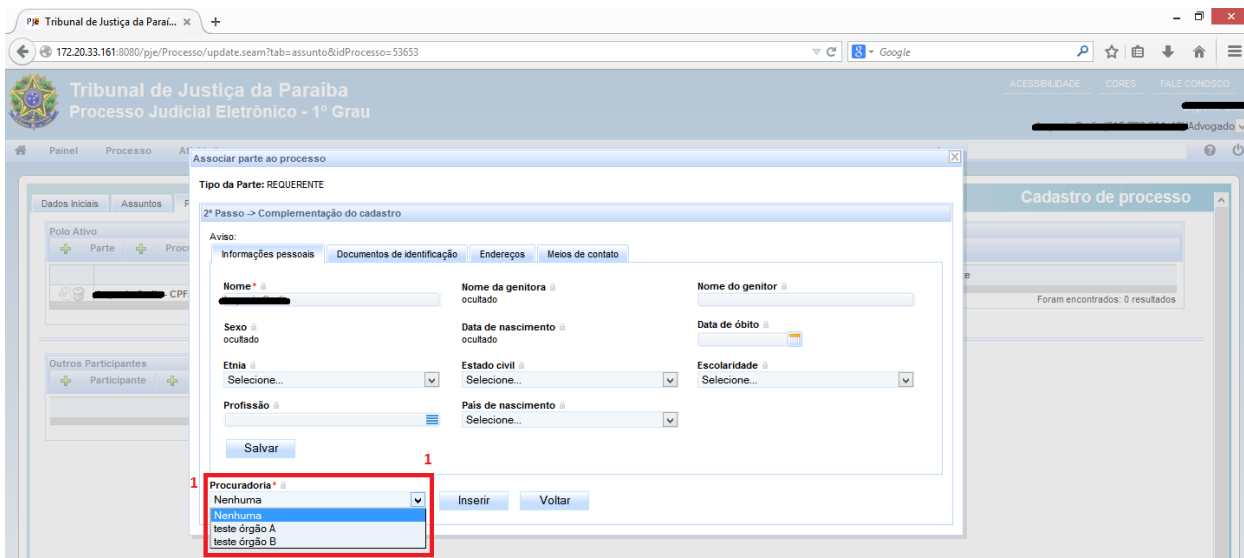 PJe Tribunal de Justiça da Paraí... × +
172.20.33.161:8080/pje/Processo/update.seam?tab=assunto&idProcesso=53653
8 Google
Tribunal de Justiça da Paraíba
Processo Judicial Eletrônico - 1º Grau
ACESSIBILIDADE CORES FALE CONOSCO
/Advogado
Painel Processo
Associar parte ao processo
Tipo da Parte: REQUERENTE
Cadastro de processo
Dados Iniciais Assuntos
2º Passo -> Complementação do cadastro
Polo Ativo
Parte
Aviso:
Informações pessoais Documentos de identificação Endereços Meios de contato
Nome* Nome da genitora Nome do genitor
ocultado
- CPF
Foram encontrados: 0 resultados
Sexo Data de nascimento Data de óbito
ocultado ocultado
Outros Participantes
Participante
Etnia Estado civil Escolaridade
Selecione... Selecione... Selecione...
Profissão País de nascimento
Selecione...
Salvar
1
1
Procuradoria*
Nenhuma Inserir Voltar
Nenhuma
teste órgão A
teste órgão B